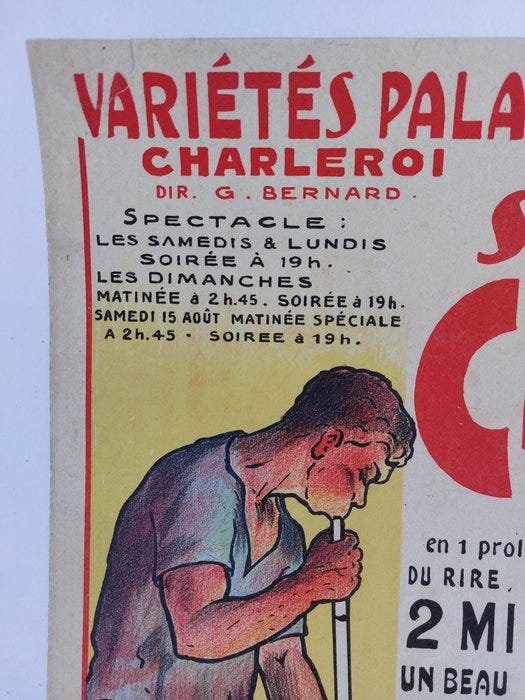 VARIÉTÉS PALA
CHARLEROI
DIR. G. BERNARD.
SPECTACLE :
LES SAMEDIS & LUNDIS
SOIRÉE À 19h.
LES DIMANCHES
MATINÉE à 2h.45. SOIRÉE à 19h.
SAMEDI 15 AOÛT MATINÉE SPÉCIALE
A 2h.45 - SOIREE à 19h.
en 1 prol
DU RIRE,
2 MI
UN BEAU